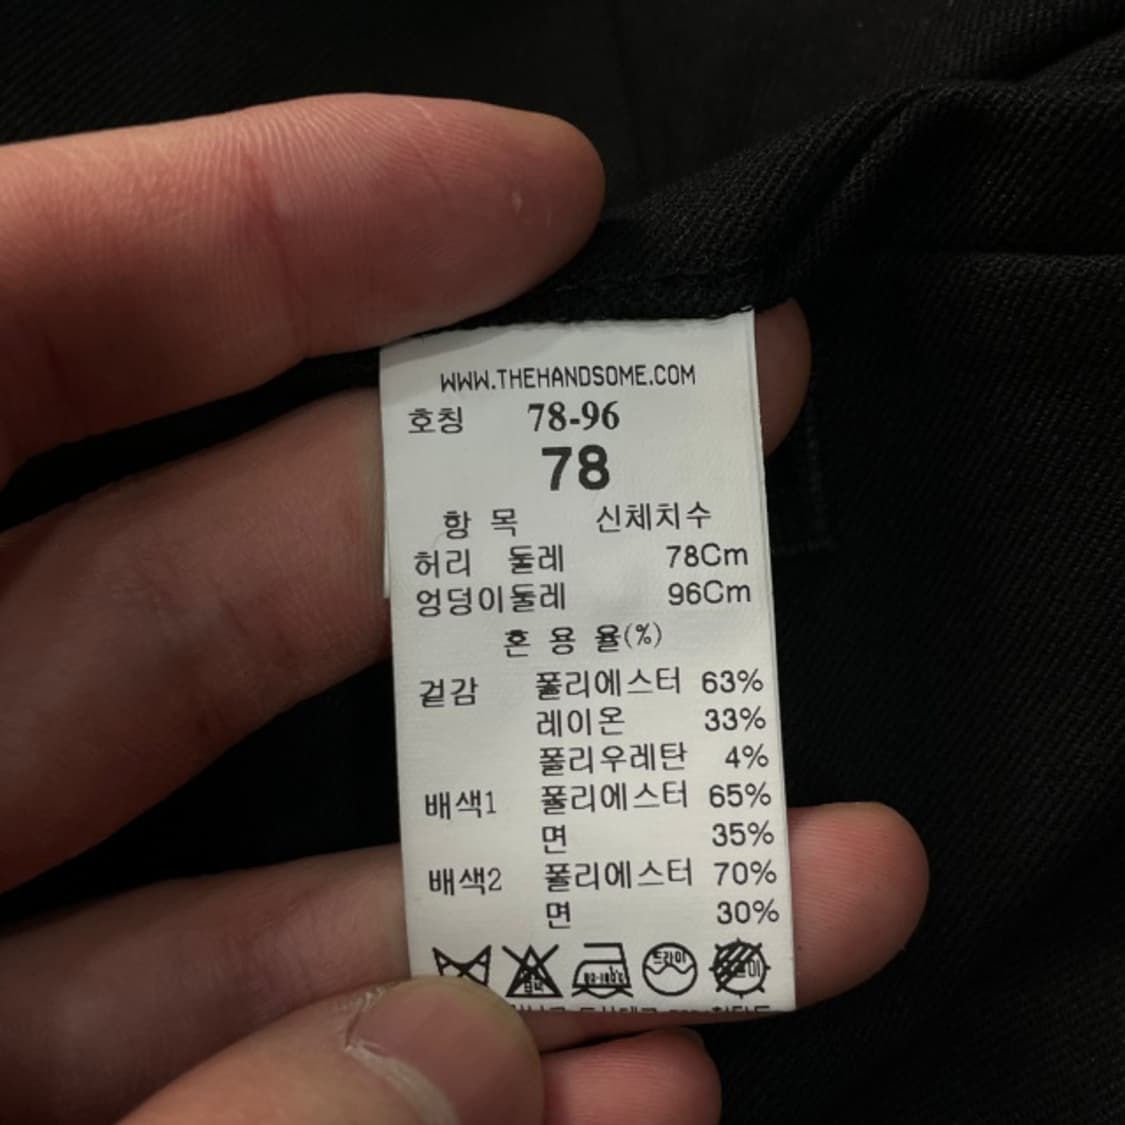 WWW.THEHANDSOME.COM
호칭 78-96
78
항 목 신체치수
허리 둘레 78Cm
엉덩이둘레 96Cm
혼 용 율(%)
겉감 폴리에스터 63%
레이온 33%
폴리우레탄 4%
배색1 폴리에스터 65%
면 35%
배색2 폴리에스터 70%
면 30%
드라이